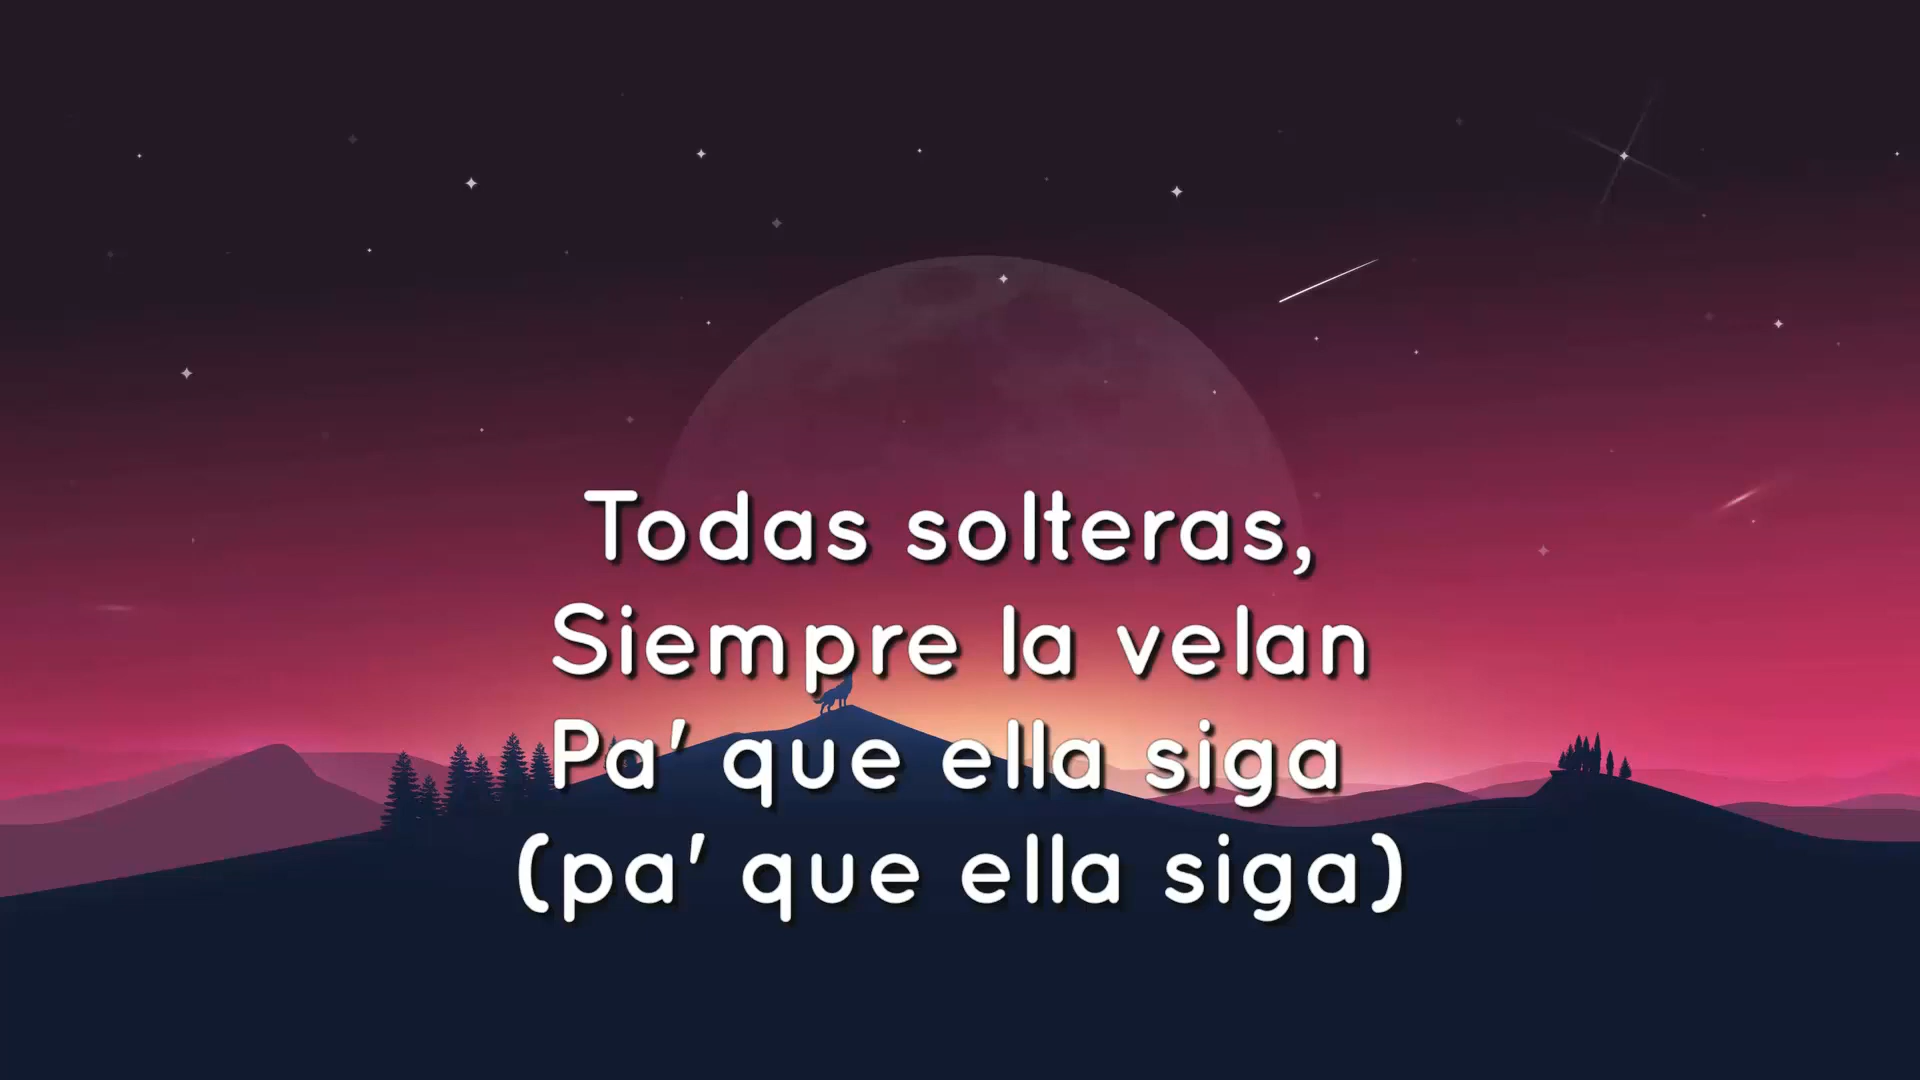 Todas solteras,
Siempre la velan
Pa' que ella siga
(pa' que ella siga)